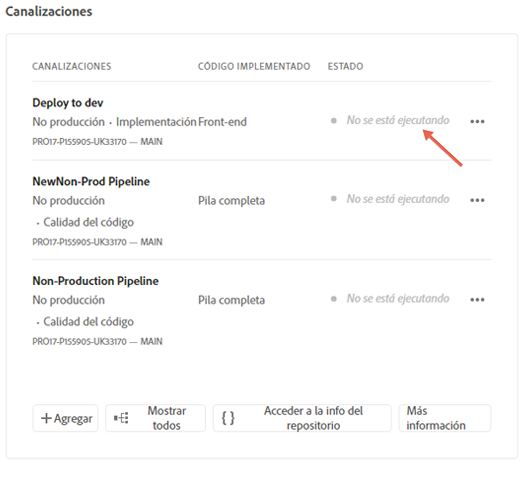 Canalizaciones
CANALIZACIONES CÓDIGO IMPLEMENTADO ESTADO
Deploy to dev
No producción · Implementación Front-end No se está ejecutando
PRO17-P155905-UK33170 — MAIN
NewNon-Prod Pipeline
No producción Pila completa No se está ejecutando
· Calidad del código
PRO17-P155905-UK33170 — MAIN
Non-Production Pipeline
No producción Pila completa No se está ejecutando
· Calidad del código
PRO17-P155905-UK33170 — MAIN
Agregar
Mostrar
todos
{ }
Acceder a la info del
repositorio
Más
información